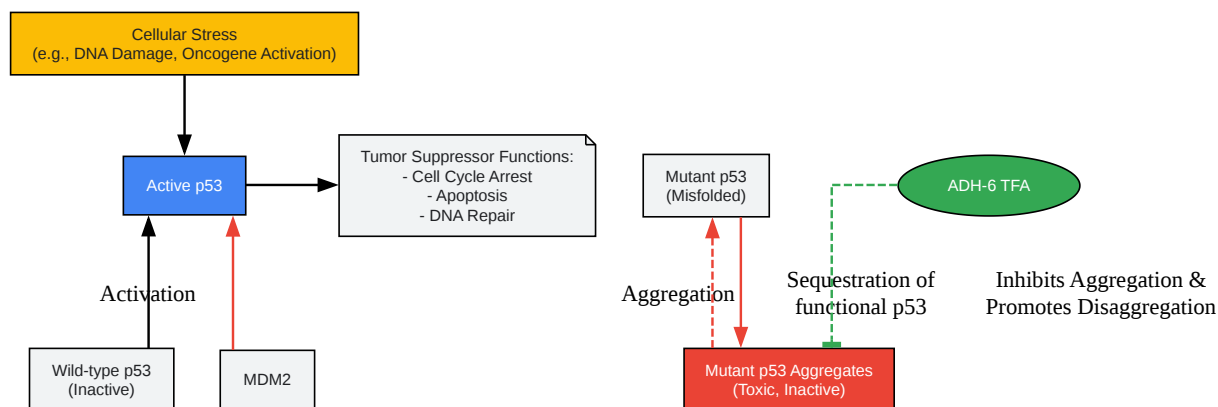 Cellular Stress
(e.g., DNA Damage, Oncogene Activation)
Active p53
Tumor Suppressor Functions:
- Cell Cycle Arrest
- Apoptosis
- DNA Repair
Mutant p53
(Misfolded)
ADH-6 TFA
Activation
Aggregation
Sequestration of
functional p53
Inhibits Aggregation &
Promotes Disaggregation
Wild-type p53
(Inactive)
MDM2
Mutant p53 Aggregates
(Toxic, Inactive)